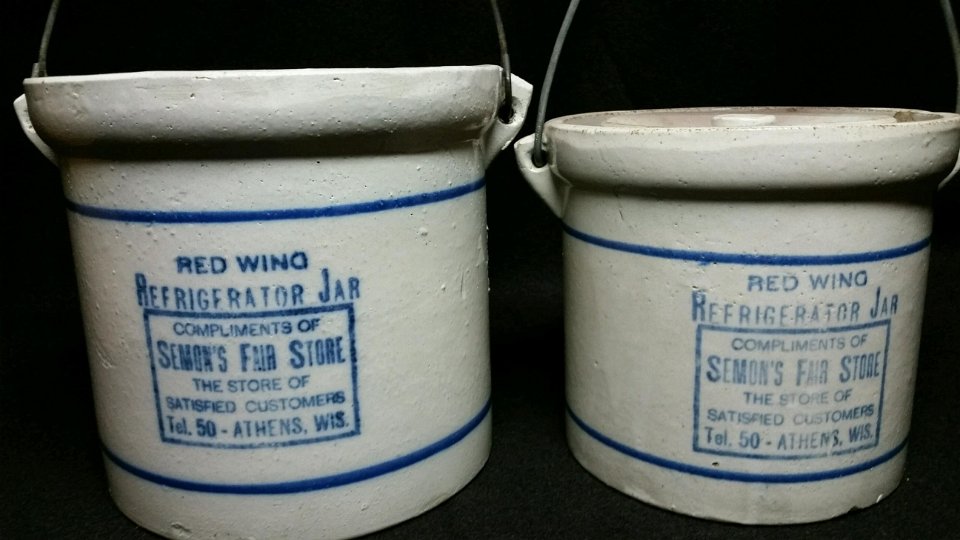 RED WING
REFRIGERATOR JAR
COMPLIMENTS OF
SEMON'S FAIR STORE
THE STORE OF
SATISFIED CUSTOMERS
Tel. 50 - ATHENS, WIS.
RED WING
REFRIGERATOR JAR
COMPLIMENTS OF
SEMON'S FAIR STORE
THE STORE OF
SATISFIED CUSTOMERS
Tel. 50 - ATHENS, WIS.